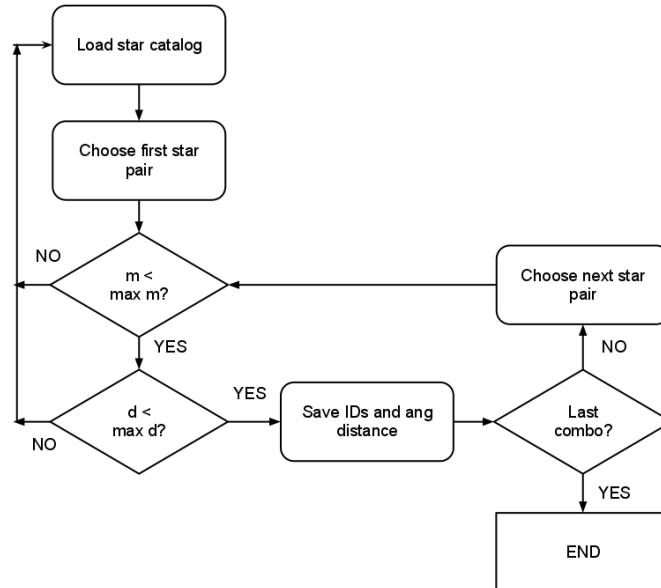 Load star catalog
Choose first star
pair
NO
m <
max m?
Choose next star
pair
YES
NO
d <
max d?
YES
Save IDs and ang
distance
Last
combo?
NO
YES
END